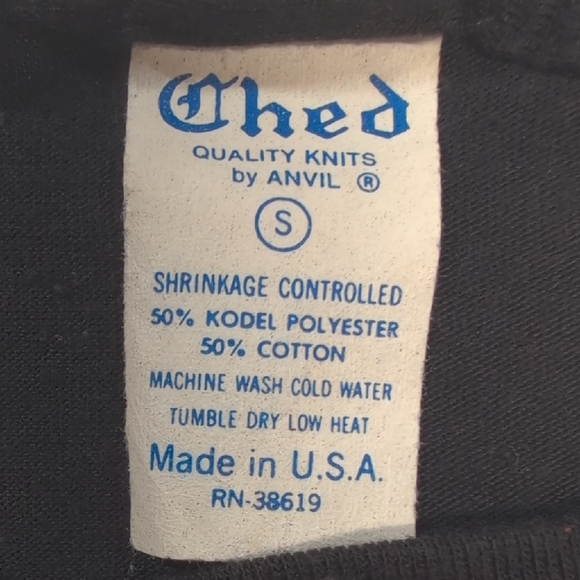 Ched
QUALITY KNITS
by ANVIL ®
S
SHRINKAGE CONTROLLED
50% KODEL POLYESTER
50% COTTON
MACHINE WASH COLD WATER
TUMBLE DRY LOW HEAT
Made in U.S.A.
RN-38619